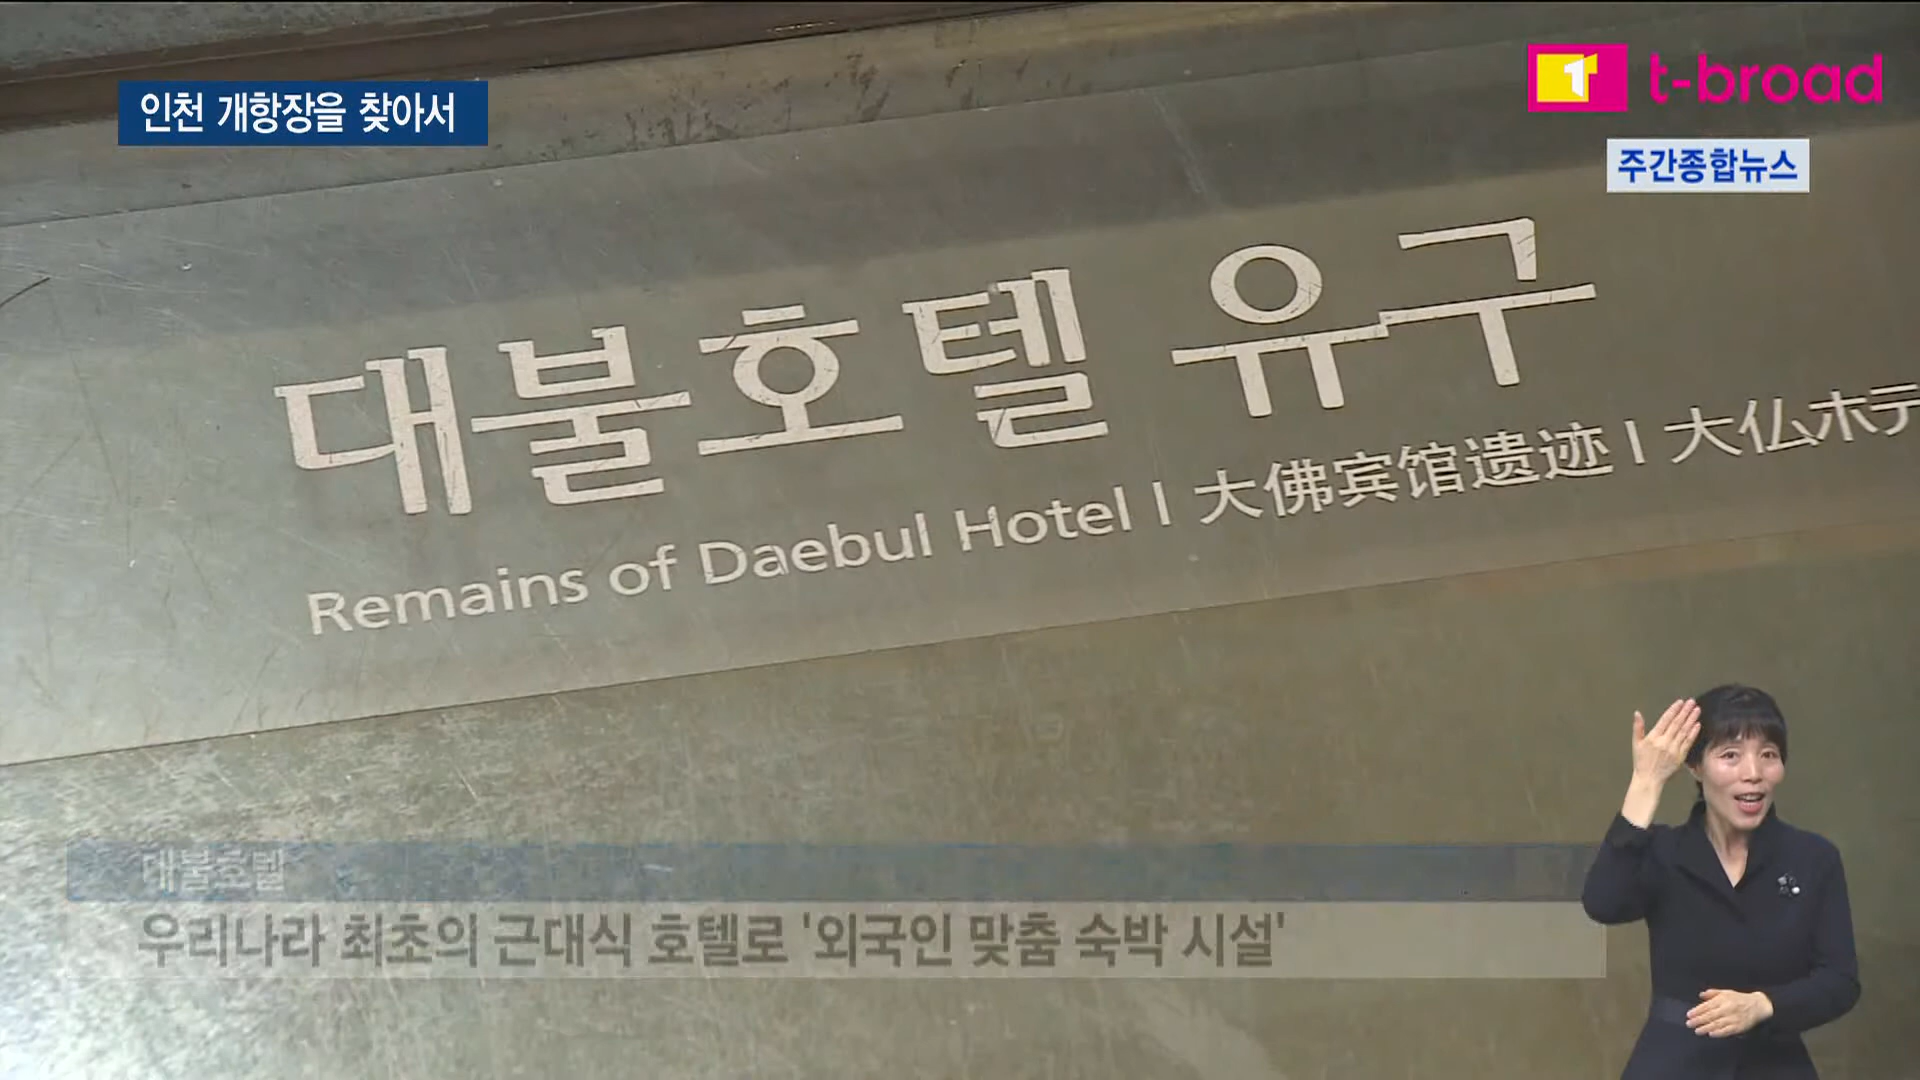 인천 개항장을 찾아서
t-broad
주간종합뉴스
대불호텔 유구
Remains of Daebul Hotel | 大佛宾馆遗迹 | 大仏ホテ
대불호텔
우리나라 최초의 근대식 호텔로 '외국인 맞춤 숙박 시설'